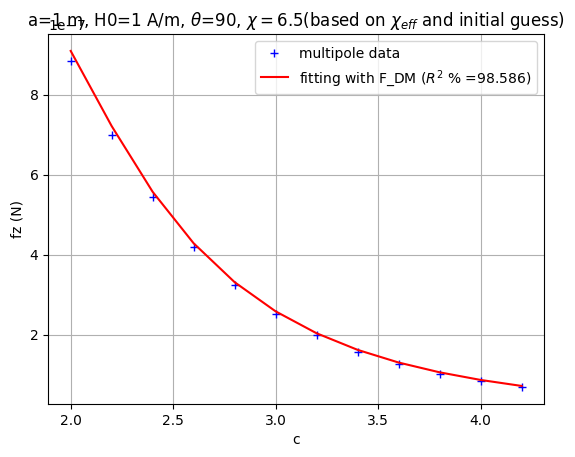 a=1 m, H0=1 A/m, θ=90, χ = 6.5(based on χ_eff and initial guess)
1e−7
multipole data
fitting with F_DM (R² % =98.586)
8
6
4
2
fz (N)
2.0 2.5 3.0 3.5 4.0
c